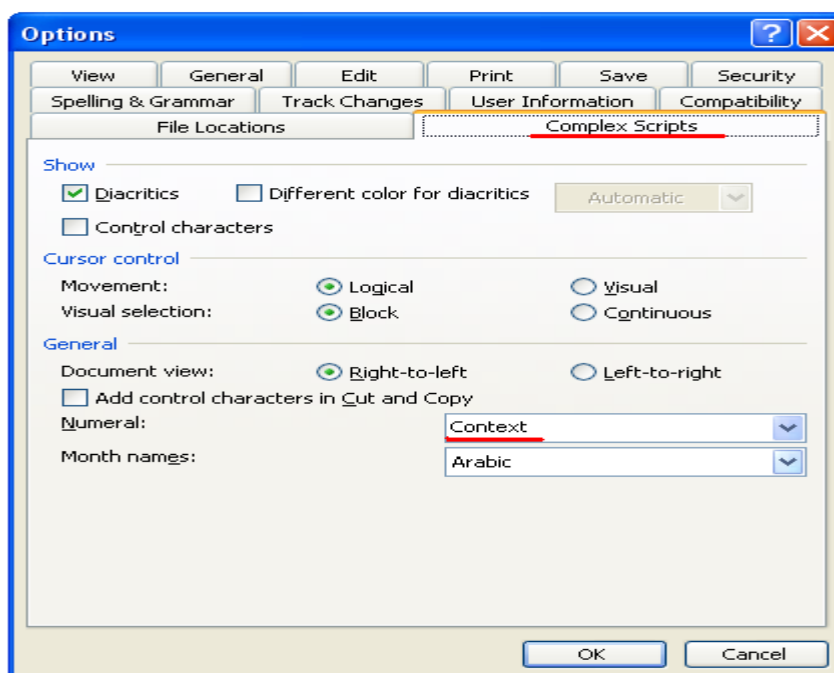 Options
View General Edit Print Save Security
Spelling & Grammar Track Changes User Information Compatibility
File Locations Complex Scripts
Show
Diacritics Different color for diacritics Automatic
Control characters
Cursor control
Movement: Logical Visual
Visual selection: Block Continuous
General
Document view: Right-to-left Left-to-right
Add control characters in Cut and Copy
Numeral: Context
Month names: Arabic
OK Cancel